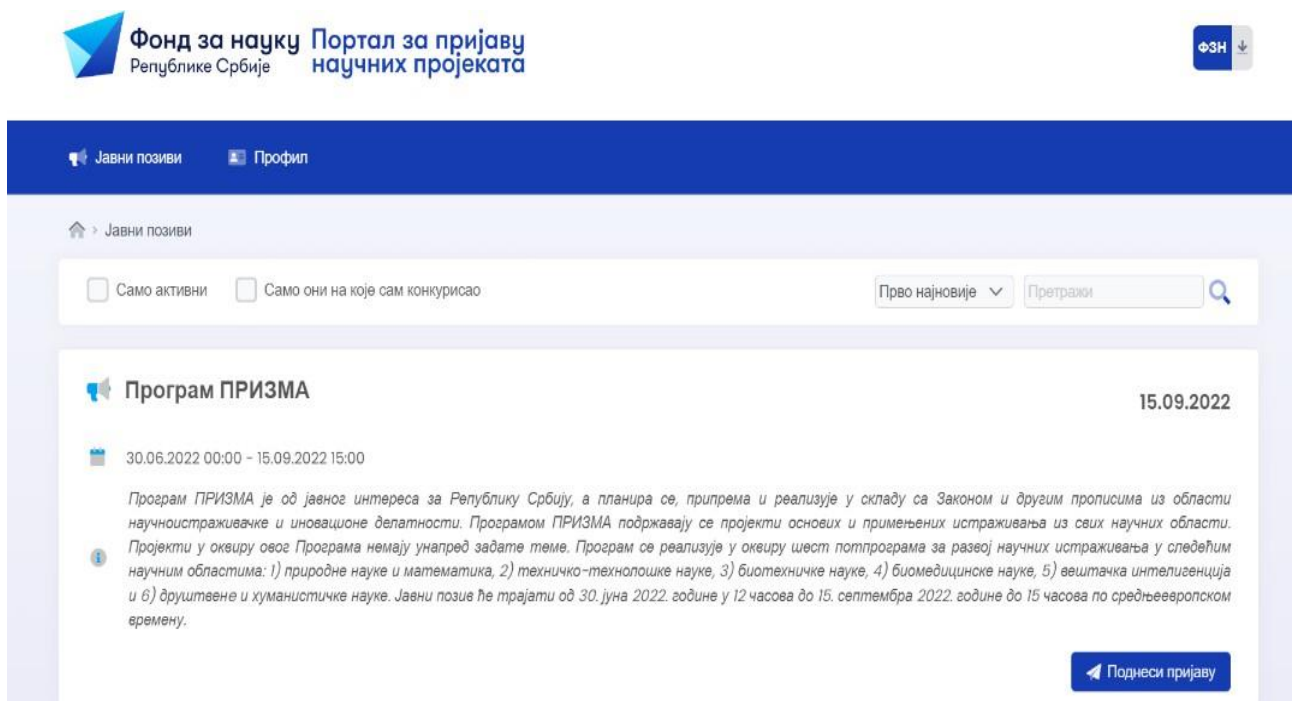 Фонд за науку
Републике Србије
Портал за пријаву
научних пројеката
ФЗН
Јавни позиви
Профил
Јавни позиви
Само активни
Само они на које сам конкурисао
Прво најновије
Претражи
Програм ПРИЗМА
15.09.2022
30.06.2022 00:00 - 15.09.2022 15:00
Програм ПРИЗМА је од јавног интереса за Републику Србију, а планира се, припрема и реализује у складу са Законом и другим прописима из области
научноистраживачке и иновационе делатности. Програмом ПРИЗМА подржавају се пројекти основих и примењених истраживања из свих научних области.
Пројекти у оквиру овог Програма немају унапред задате теме. Програм се реализује у оквиру шест потпрограма за развој научних истраживања у следећим
научним областима: 1) природне науке и математика, 2) техничко-технолошке науке, 3) биотехничке науке, 4) биомедицинске науке, 5) вештачка интелигенција
и 6) друштвене и хуманистичке науке. Јавни позив ће трајати од 30. јуна 2022. године у 12 часова до 15. септембра 2022. године до 15 часова по средњеевропском
времену.
Поднеси пријаву